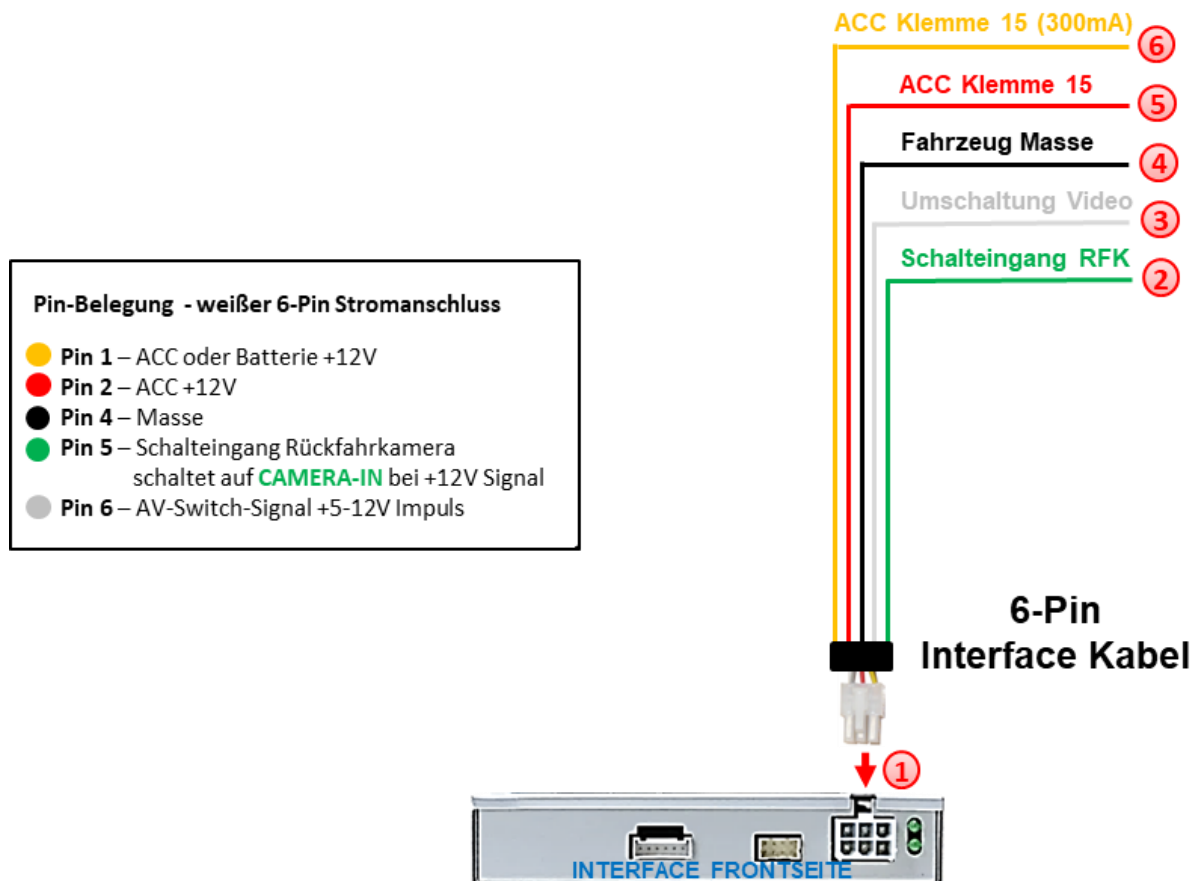 ACC Klemme 15 (300mA)
6
ACC Klemme 15
5
Fahrzeug Masse
4
Umschaltung Video
3
Schalteingang RFK
2
Pin-Belegung - weißer 6-Pin Stromanschluss
Pin 1 – ACC oder Batterie +12V
Pin 2 – ACC +12V
Pin 4 – Masse
Pin 5 – Schalteingang Rückfahrkamera
schaltet auf CAMERA-IN bei +12V Signal
Pin 6 – AV-Switch-Signal +5-12V Impuls
6-Pin
Interface Kabel
1
INTERFACE FRONTSEITE